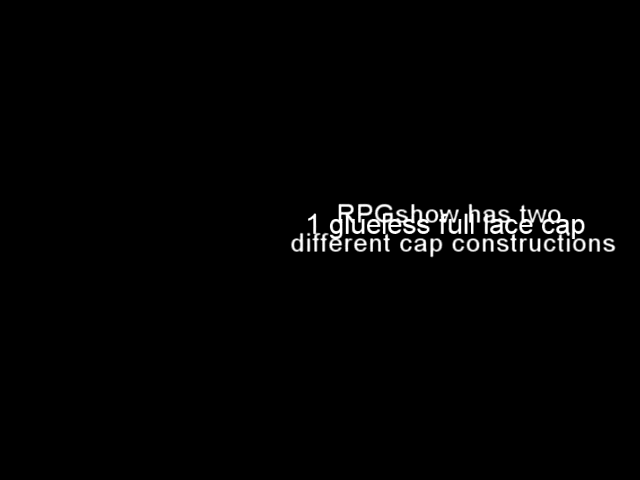 RPGshow has two
1 glueless full lace cap
different cap constructions